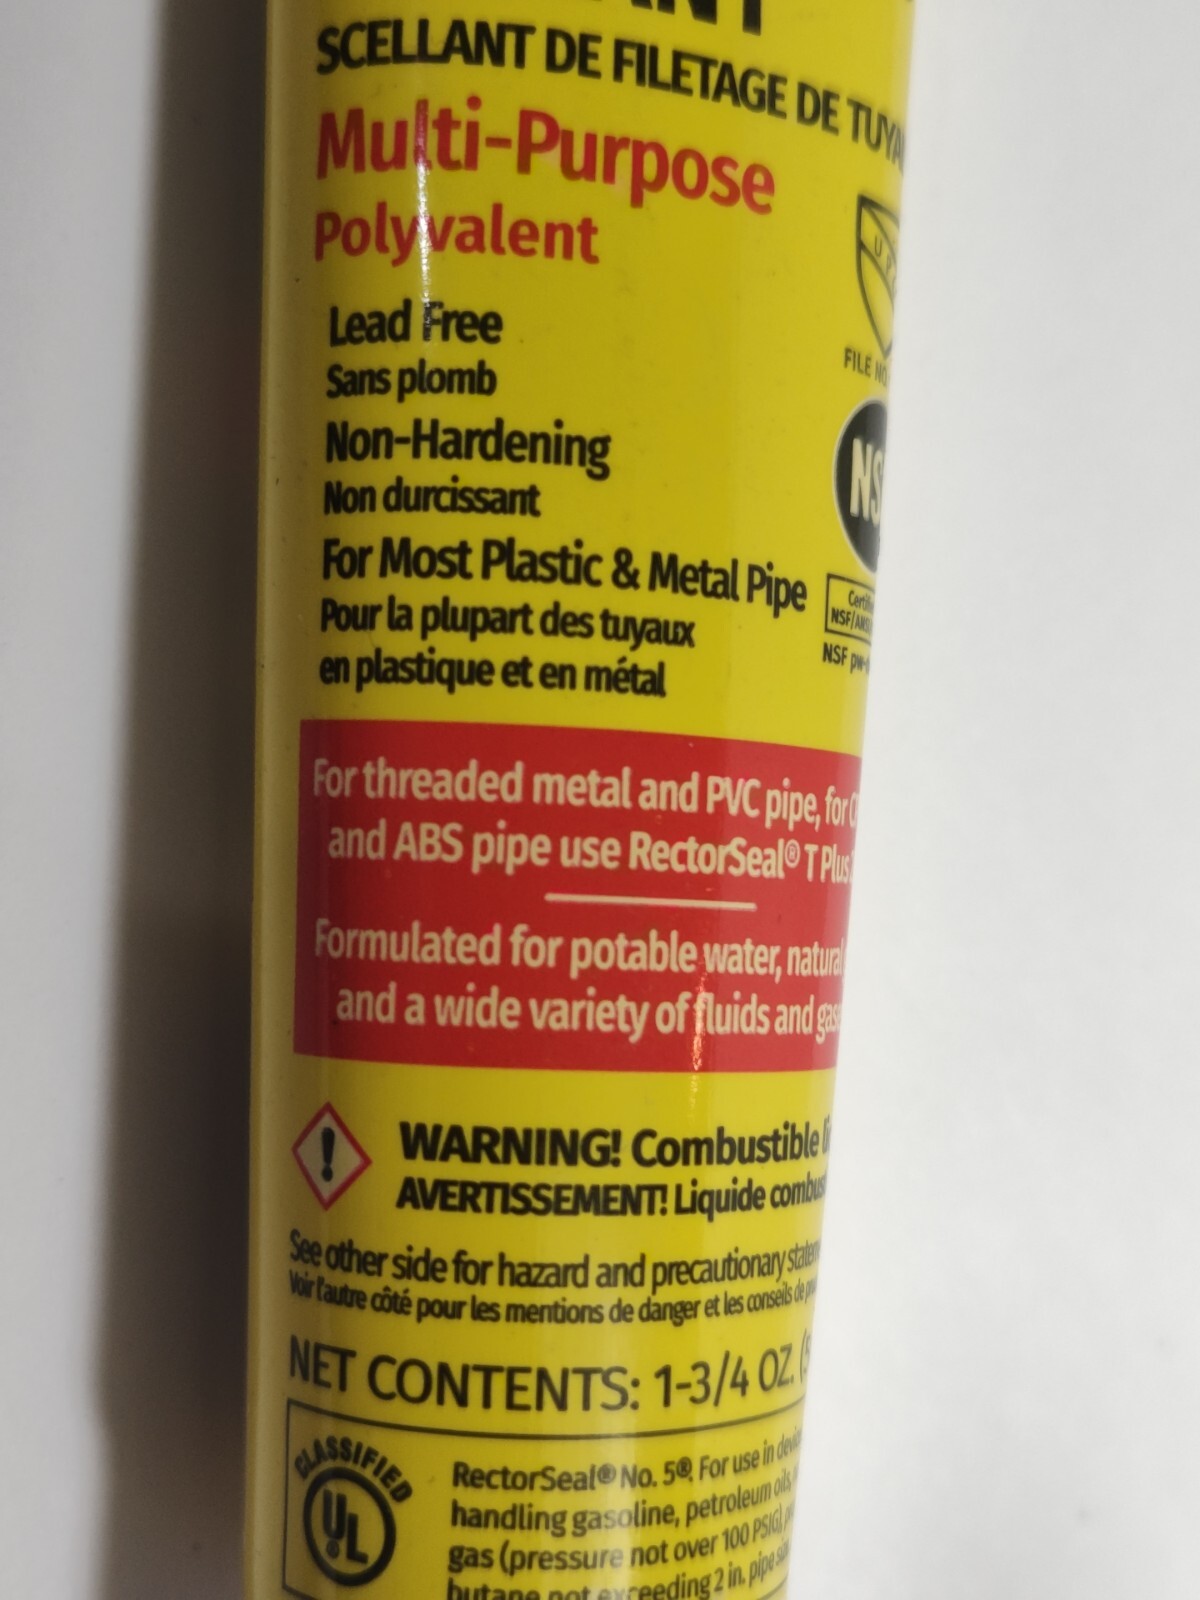 SCELLANT DE FILETAGE DE
Multi-Purpose
Polyvalent
Lead Free
Sans plomb
Non-Hardening
Non durcissant
For Most Plastic & Metal Pipe
Pour la plupart des tuyaux
en plastique et en métal
FILE
For threaded metal and PVC pipe, for
and ABS pipe use RectorSeal® T Plus
Formulated for potable water, natural
and a wide variety of fluids and
NSF
WARNING! Combustible
AVERTISSEMENT! Liquide
See other side for hazard and precautionary
Voir l'autre côté pour les mentions de danger et les conseils de
NET CONTENTS: 1-3/4 OZ.
CLASSIFIED
UL
RectorSeal® No. 5®. For use in
handling gasoline, petroleum oils,
gas (pressure not over 100 PSIG),
butane not exceeding 2 in. pipe